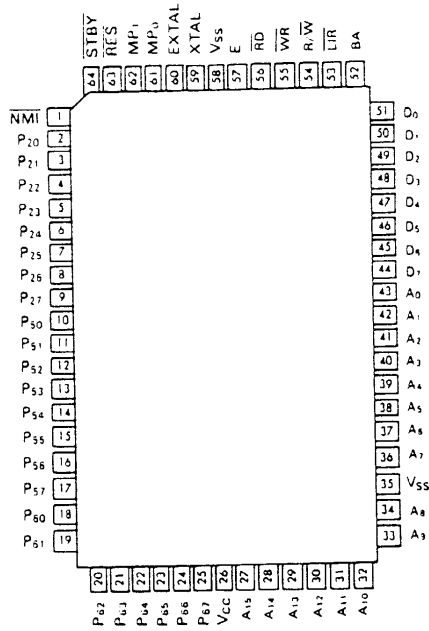 S̅T̅B̅Y̅ R̅E̅S̅ MP₁ MP₀ EXTAL XTAL Vss E R̅D̅ W̅R̅ R/W̅ L̅I̅R̅ BA
64 63 62 61 60 59 58 57 56 55 54 53 52
N̅M̅I̅ 1
P₂₀ 2
P₂₁ 3
P₂₂ 4
P₂₃ 5
P₂₄ 6
P₂₅ 7
P₂₆ 8
P₂₇ 9
P₅₀ 10
P₅₁ 11
P₅₂ 12
P₅₃ 13
P₅₄ 14
P₅₅ 15
P₅₆ 16
P₅₇ 17
P₆₀ 18
P₆₁ 19
51 D₀
50 D₁
49 D₂
48 D₃
47 D₄
46 D₅
45 D₆
44 D₇
43 A₀
42 A₁
41 A₂
40 A₃
39 A₄
38 A₅
37 A₆
36 A₇
35 Vss
34 A₈
33 A₉
20 21 22 23 24 25 26 27 28 29 30 31 32
P₆₂ P₆₃ P₆₄ P₆₅ P₆₆ P₆₇ Vcc A₁₅ A₁₄ A₁₃ A₁₂ A₁₁ A₁₀